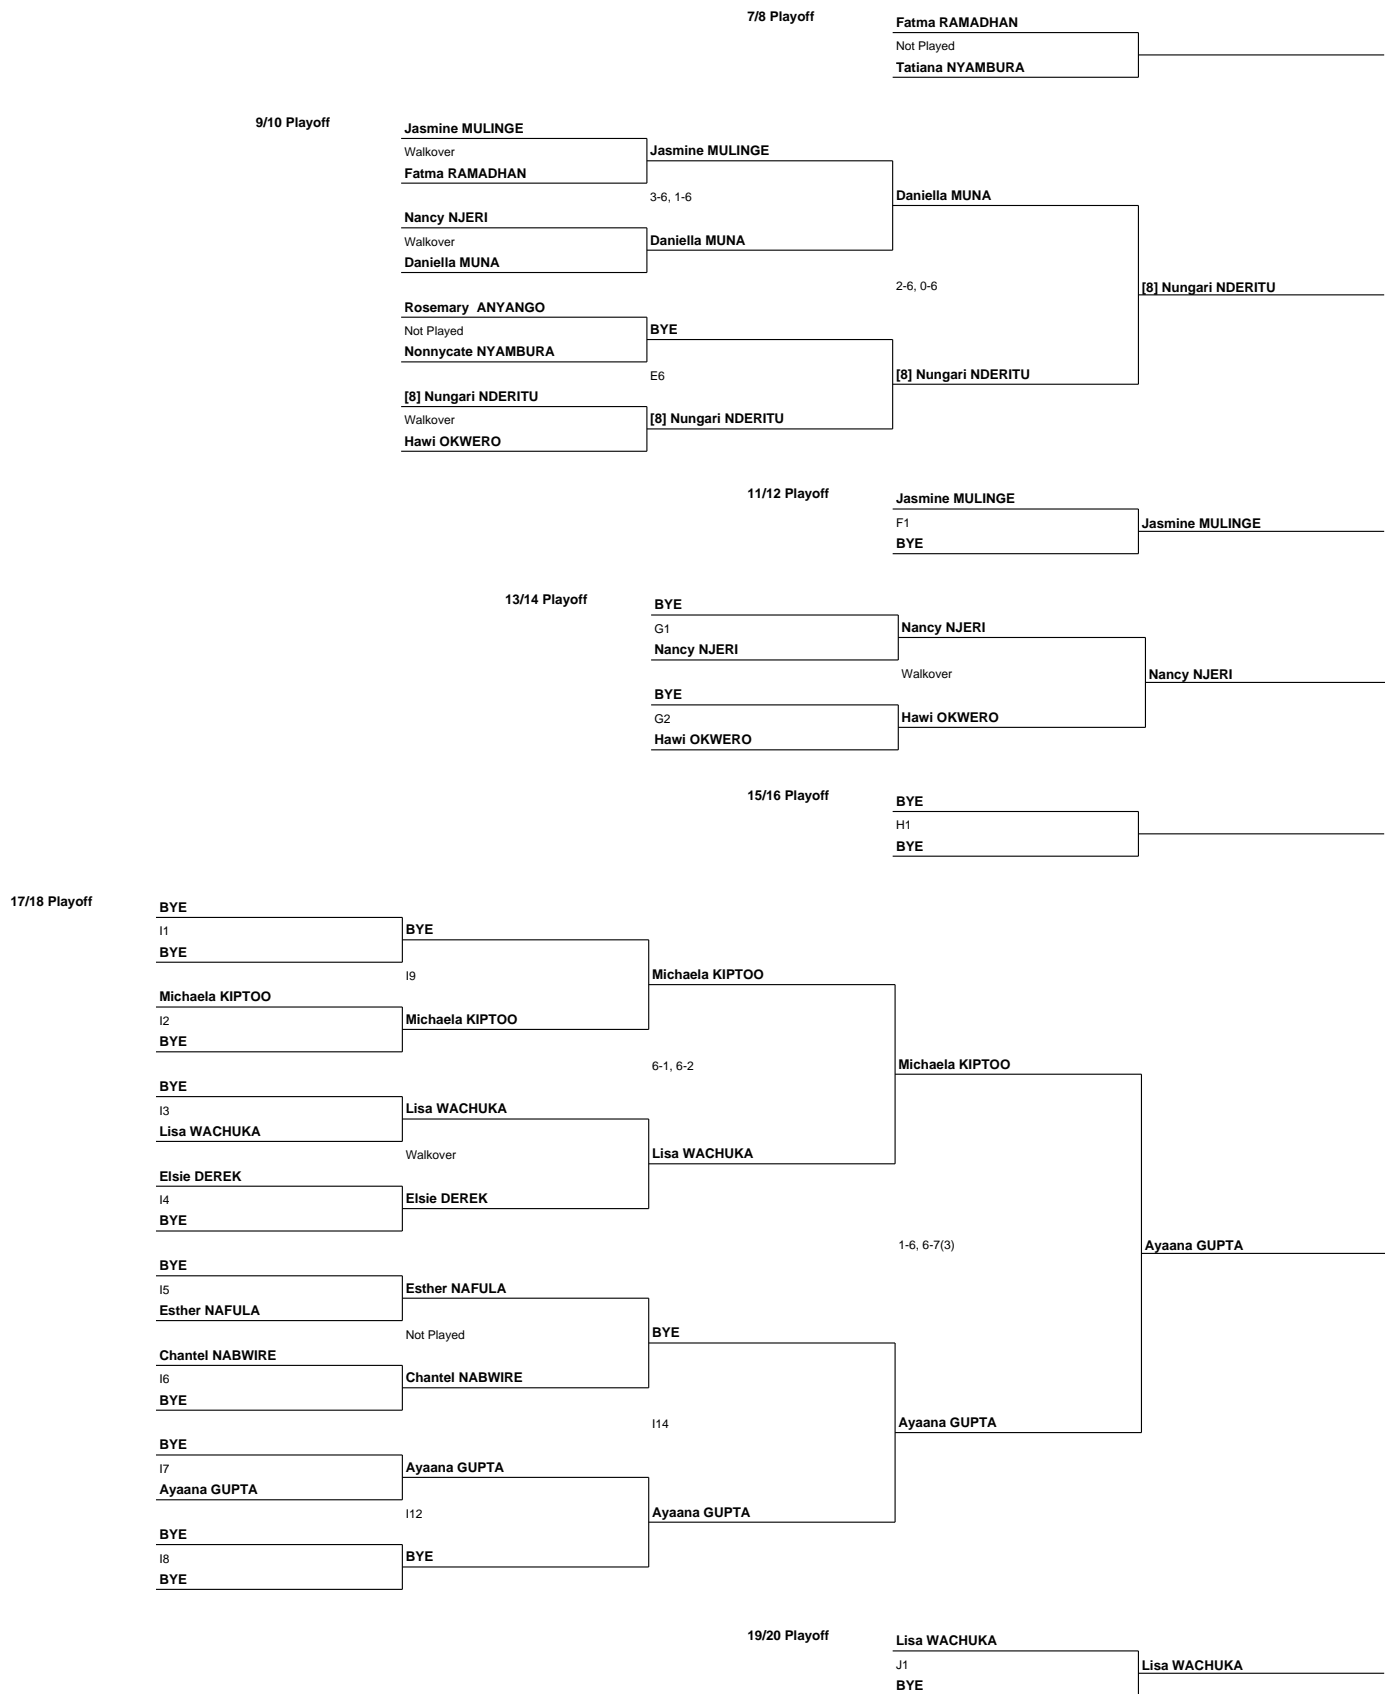 7/8 Playoff
Fatma RAMADHAN
Not Played
Tatiana NYAMBURA
9/10 Playoff
Jasmine MULINGE
Walkover
Jasmine MULINGE
Fatma RAMADHAN
3-6, 1-6
Daniella MUNA
Nancy NJERI
Walkover
Daniella MUNA
Daniella MUNA
2-6, 0-6
[8] Nungari NDERITU
Rosemary  ANYANGO
Not Played
BYE
Nonnycate NYAMBURA
E6
[8] Nungari NDERITU
[8] Nungari NDERITU
Walkover
[8] Nungari NDERITU
Hawi OKWERO
11/12 Playoff
Jasmine MULINGE
F1
Jasmine MULINGE
BYE
13/14 Playoff
BYE
G1
Nancy NJERI
Nancy NJERI
Walkover
Nancy NJERI
BYE
G2
Hawi OKWERO
Hawi OKWERO
15/16 Playoff
BYE
H1
BYE
17/18 Playoff
BYE
I1
BYE
BYE
I9
Michaela KIPTOO
Michaela KIPTOO
I2
Michaela KIPTOO
BYE
6-1, 6-2
Michaela KIPTOO
BYE
I3
Lisa WACHUKA
Lisa WACHUKA
Walkover
Lisa WACHUKA
Elsie DEREK
I4
Elsie DEREK
BYE
1-6, 6-7(3)
Ayaana GUPTA
BYE
I5
Esther NAFULA
Esther NAFULA
Not Played
BYE
Chantel NABWIRE
I6
Chantel NABWIRE
BYE
I14
Ayaana GUPTA
BYE
I7
Ayaana GUPTA
Ayaana GUPTA
I12
Ayaana GUPTA
BYE
I8
BYE
BYE
19/20 Playoff
Lisa WACHUKA
J1
Lisa WACHUKA
BYE